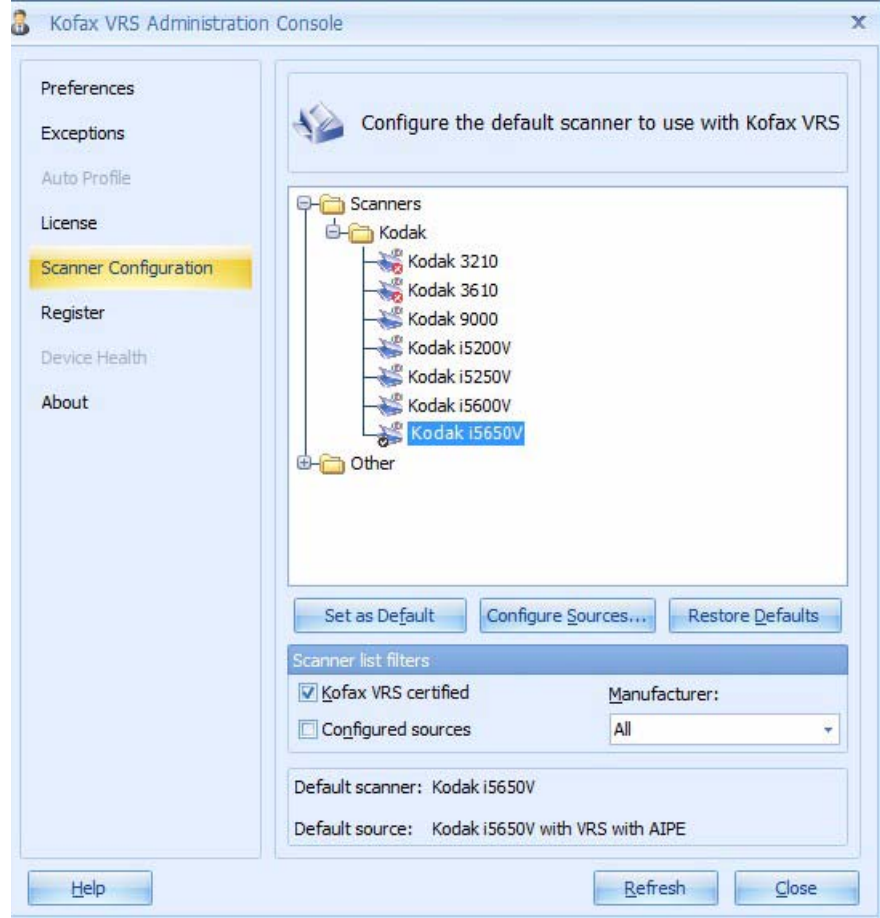 Kofax VRS Administration Console
Preferences
Exceptions
Auto Profile
License
Scanner Configuration
Register
Device Health
About
Configure the default scanner to use with Kofax VRS
Scanners
Kodak
Kodak 3210
Kodak 3610
Kodak 9000
Kodak i5200V
Kodak i5250V
Kodak i5600V
Kodak i5650V
Other
Set as Default Configure Sources... Restore Defaults
Scanner list filters
Kofax VRS certified Manufacturer:
Configured sources All
Default scanner: Kodak i5650V
Default source: Kodak i5650V with VRS with AIPE
Help Refresh Close